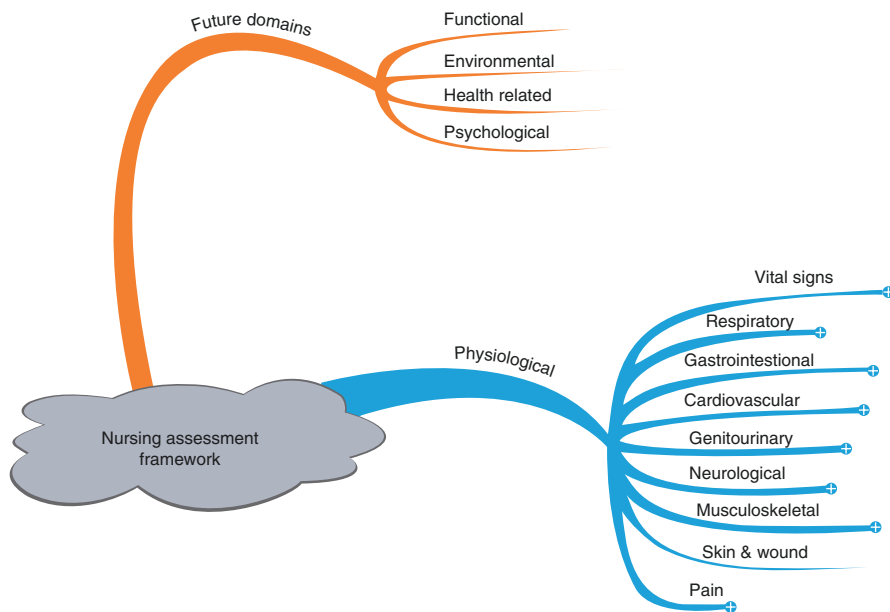 Future domains
Functional
Environmental
Health related
Psychological
Vital signs
Respiratory
Physiological
Gastrointestional
Cardiovascular
Nursing assessment
framework
Genitourinary
Neurological
Musculoskeletal
Skin & wound
Pain